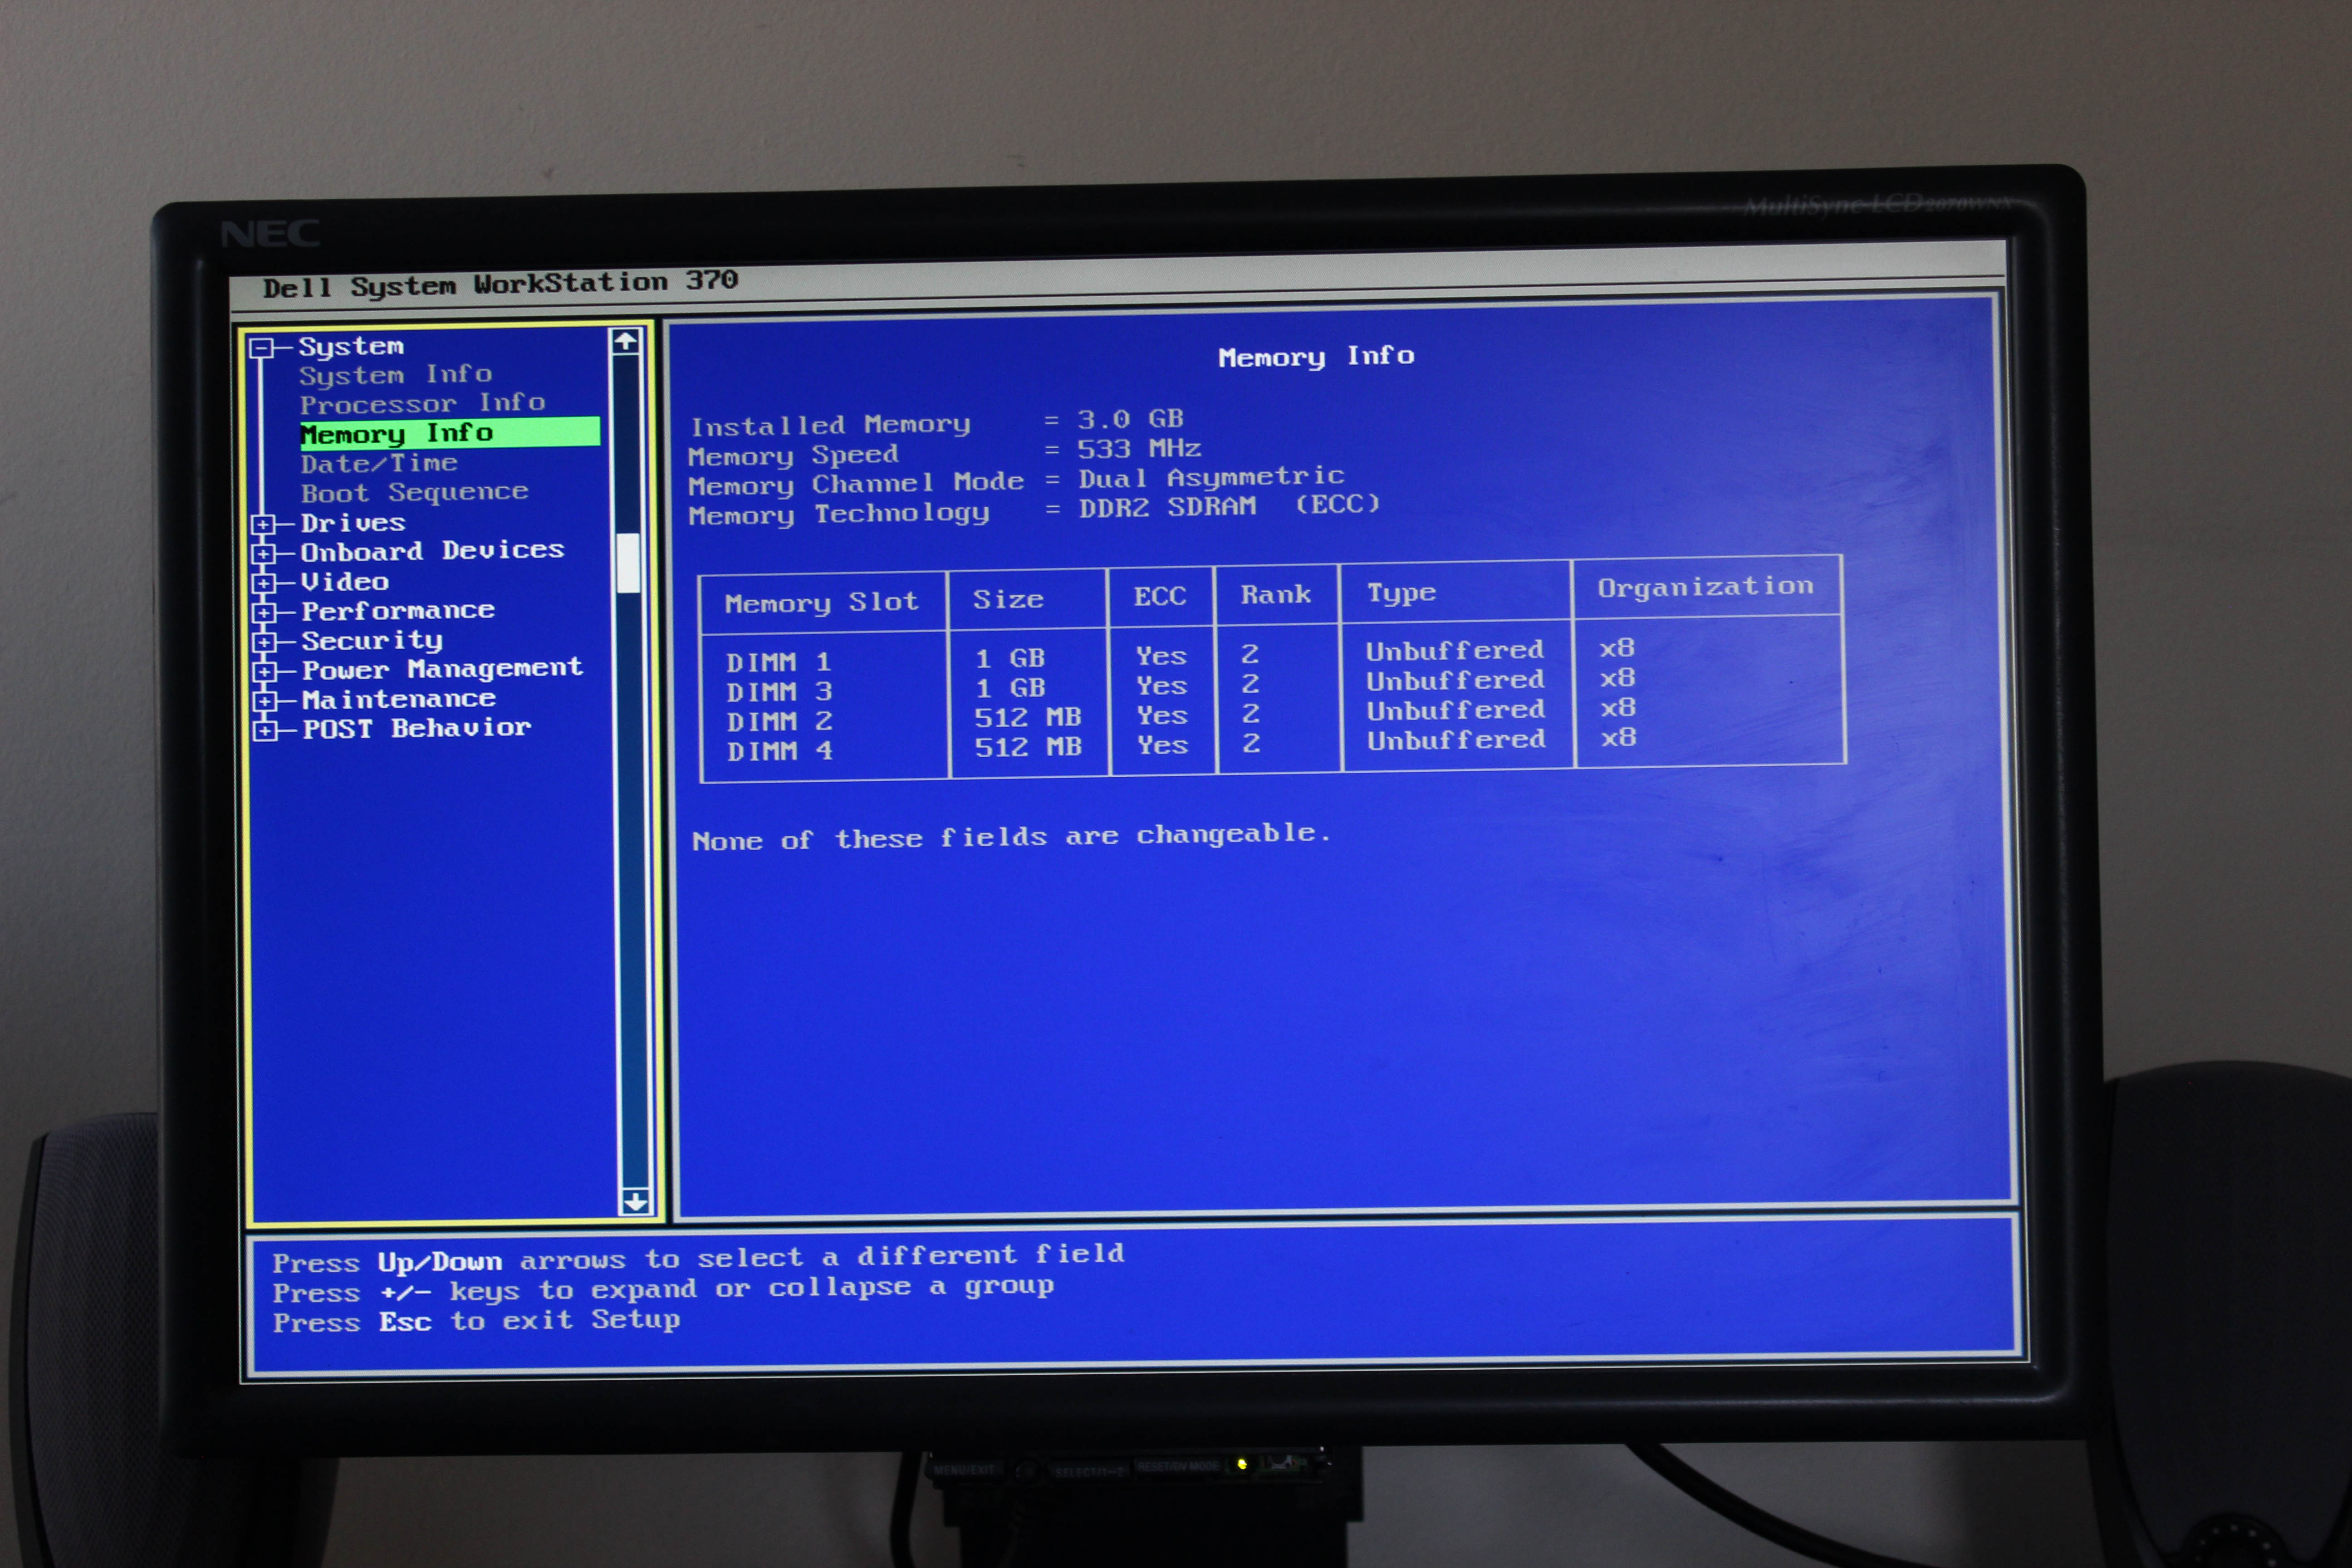 NEC
MultiSync LCD2070WNX
Dell System WorkStation 370
System
System Info
Processor Info
Memory Info
Date/Time
Boot Sequence
Drives
Onboard Devices
Video
Performance
Security
Power Management
Maintenance
POST Behavior
Memory Info
Installed Memory = 3.0 GB
Memory Speed = 533 MHz
Memory Channel Mode = Dual Asymmetric
Memory Technology = DDR2 SDRAM (ECC)
Memory Slot Size ECC Rank Type Organization
DIMM 1 1 GB Yes 2 Unbuffered x8
DIMM 3 1 GB Yes 2 Unbuffered x8
DIMM 2 512 MB Yes 2 Unbuffered x8
DIMM 4 512 MB Yes 2 Unbuffered x8
None of these fields are changeable.
Press Up/Down arrows to select a different field
Press +/- keys to expand or collapse a group
Press Esc to exit Setup
MENU/EXIT SELECT/1↔2 RESET/DV MODE